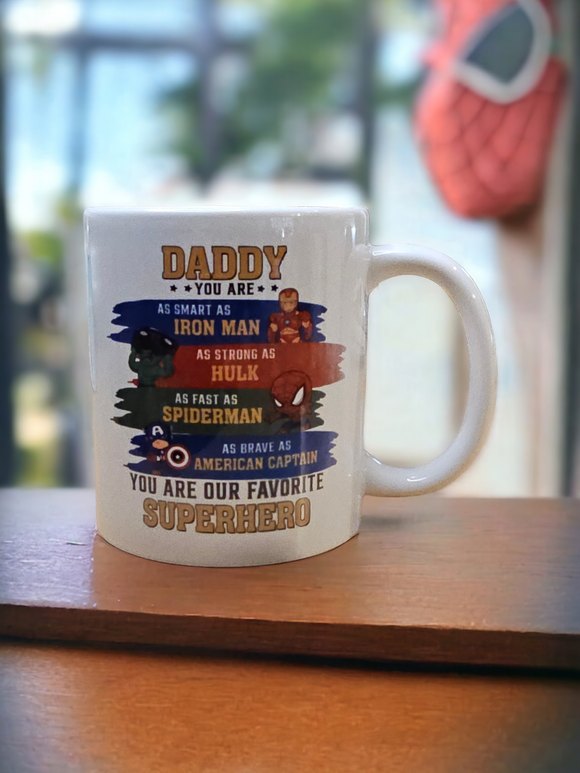 DADDY
YOU ARE
AS SMART AS
IRON MAN
AS STRONG AS
HULK
AS FAST AS
SPIDERMAN
AS BRAVE AS
AMERICAN CAPTAIN
YOU ARE OUR FAVORITE
SUPERHERO